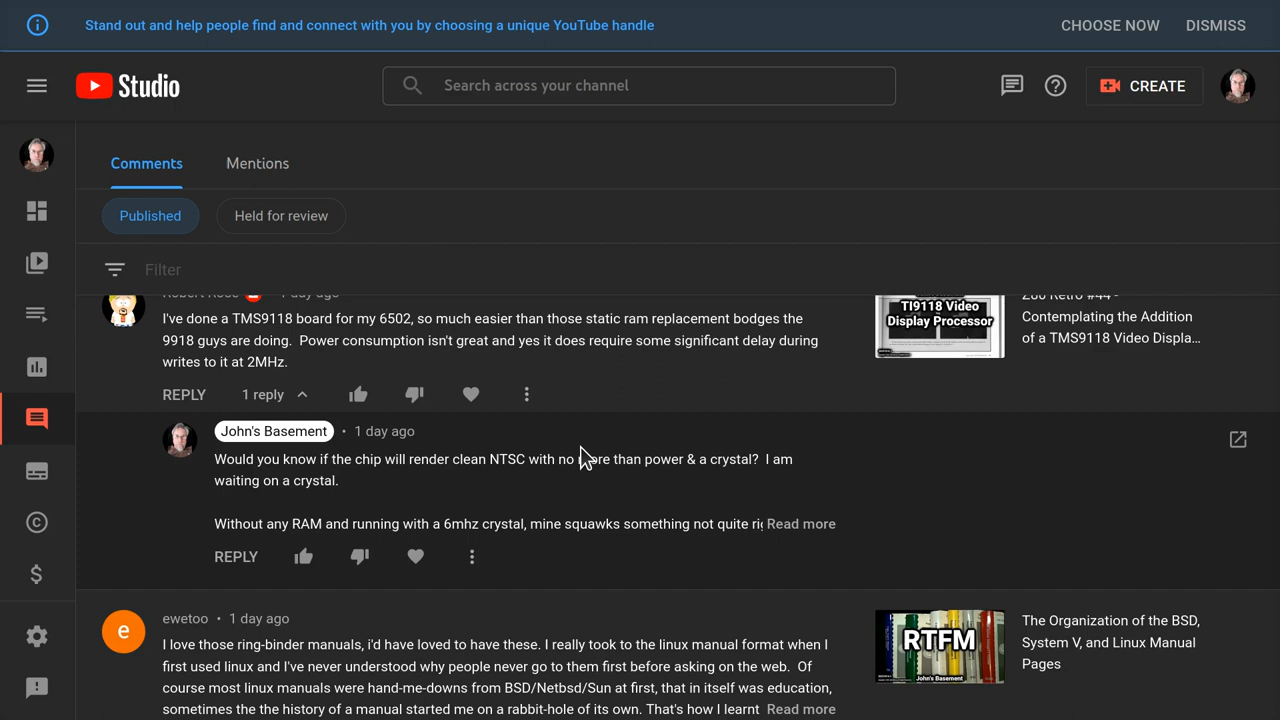 Stand out and help people find and connect with you by choosing a unique YouTube handle
CHOOSE NOW
DISMISS
Studio
Search across your channel
CREATE
Comments
Mentions
Published
Held for review
Filter
1 day ago
I've done a TMS9118 board for my 6502, so much easier than those static ram replacement bodges the
9918 guys are doing.  Power consumption isn't great and yes it does require some significant delay during
writes to it at 2MHz.
REPLY
1 reply
TI9118 Video
Display Processor
Contemplating the Addition
of a TMS9118 Video Displa...
John's Basement • 1 day ago
Would you know if the chip will render clean NTSC with no more than power & a crystal?  I am
waiting on a crystal.
Without any RAM and running with a 6mhz crystal, mine squawks something not quite ri Read more
REPLY
e
ewetoo • 1 day ago
I love those ring-binder manuals, i'd have loved to have these. I really took to the linux manual format when I
first used linux and I've never understood why people never go to them first before asking on the web.  Of
course most linux manuals were hand-me-downs from BSD/Netbsd/Sun at first, that in itself was education,
sometimes the the history of a manual started me on a rabbit-hole of its own. That's how I learnt Read more
RTFM
John's Basement
The Organization of the BSD,
System V, and Linux Manual
Pages